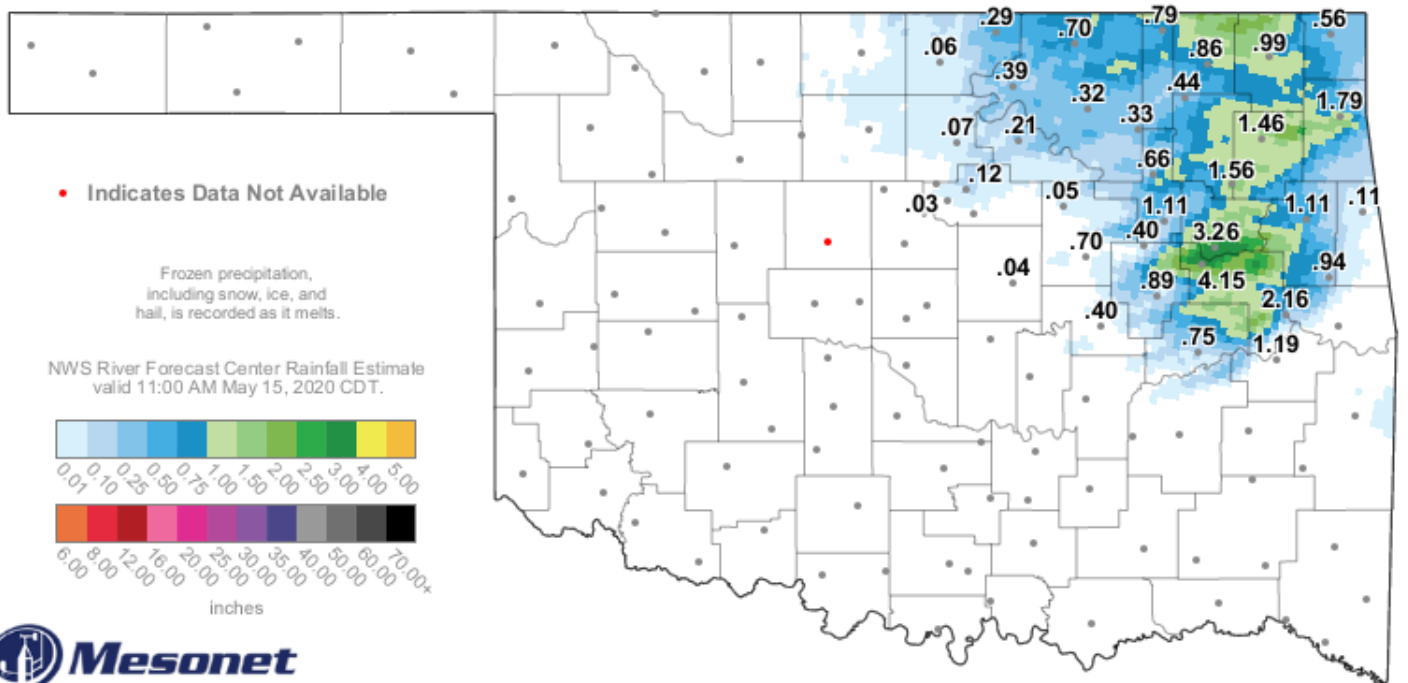 .29 .70 .79 .56
.06 .86 .99
.39 .44
.32 1.79
.07 .21 .33 1.46
.66 1.56
.12
.03 .05 1.11 1.11 .11
.40 3.26
.70
.04 .94
.89 4.15
2.16
.40
.75 1.19
Indicates Data Not Available
Frozen precipitation,
including snow, ice, and
hail, is recorded as it melts.
NWS River Forecast Center Rainfall Estimate
valid 11:00 AM May 15, 2020 CDT.
0.01 0.10 0.25 0.50 0.75 1.00 1.50 2.00 2.50 3.00 4.00 5.00
6.00 8.00 12.00 16.00 20.00 25.00 30.00 35.00 40.00 50.00 60.00 70.00+
inches
Mesonet